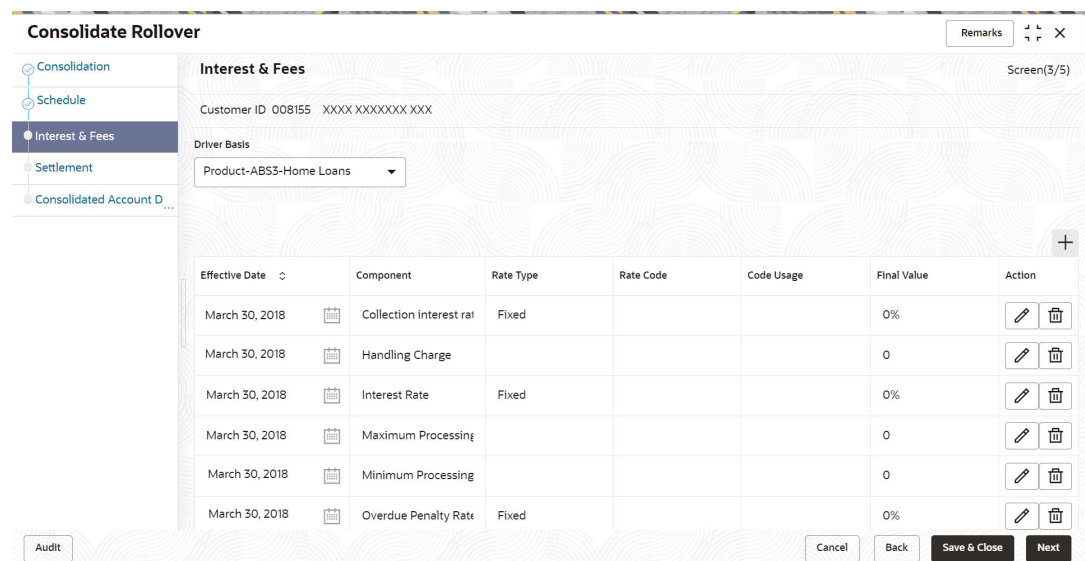 Consolidate Rollover
Remarks
Consolidation
Schedule
Interest & Fees
Settlement
Consolidated Account D...
Interest & Fees
Screen(3/5)
Customer ID 008155 XXXX XXXXXXX XXX
Driver Basis
Product-ABS3-Home Loans
Effective Date Component Rate Type Rate Code Code Usage Final Value Action
March 30, 2018 Collection interest rat Fixed 0%
March 30, 2018 Handling Charge 0
March 30, 2018 Interest Rate Fixed 0%
March 30, 2018 Maximum Processing 0
March 30, 2018 Minimum Processing 0
March 30, 2018 Overdue Penalty Rate Fixed 0%
Audit Cancel Back Save & Close Next